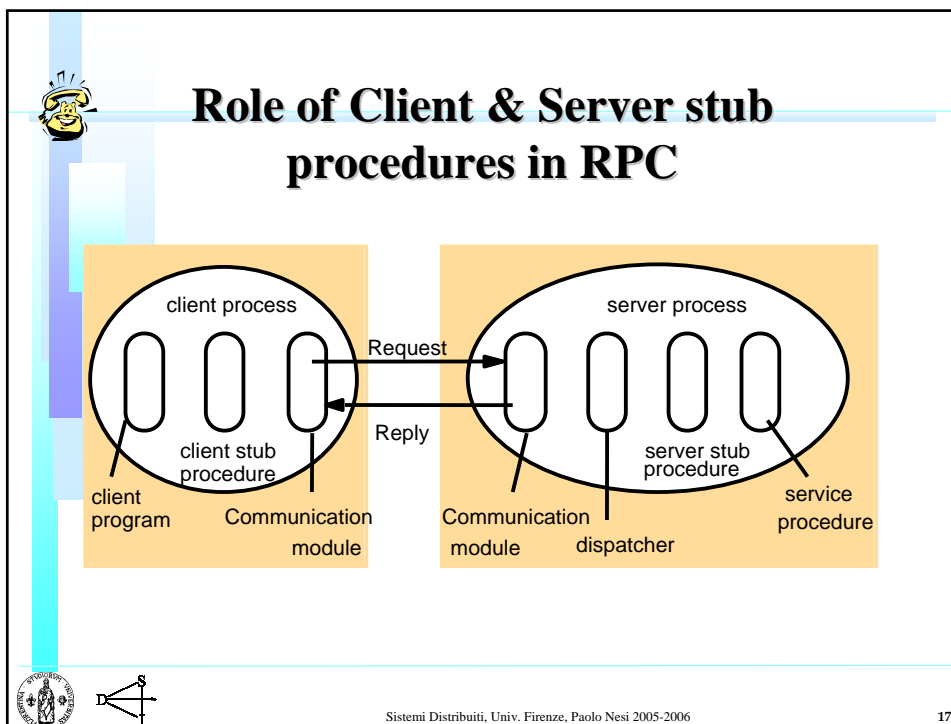 Role of Client & Server stub
procedures in RPC
client process
server process
Request
Reply
client stub
procedure
server stub
procedure
client
program
Communication
module
Communication
module
dispatcher
service
procedure
D
S
Sistemi Distribuiti, Univ. Firenze, Paolo Nesi 2005-2006
17